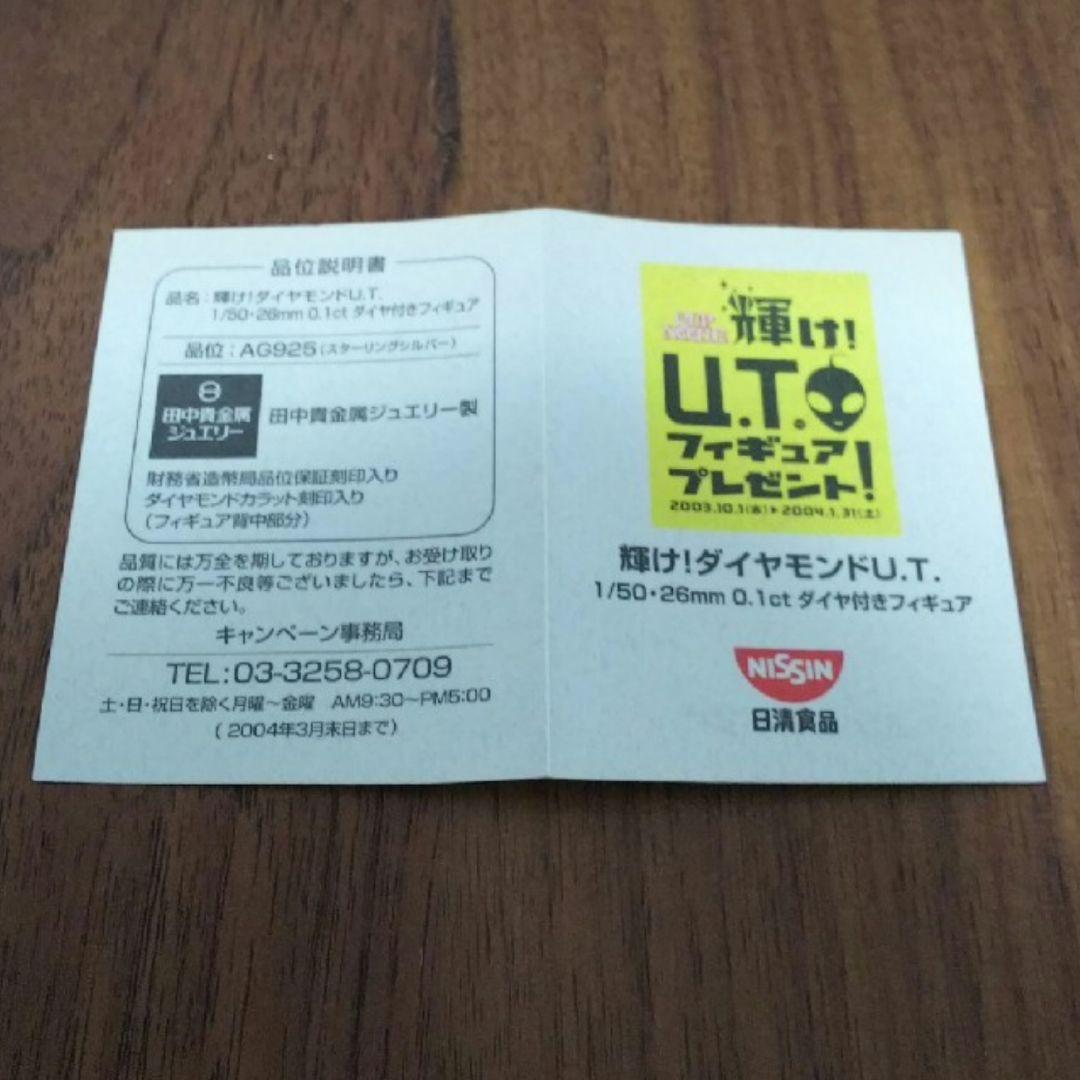 品位説明書
品名：輝け！ダイヤモンドU.T.
1/50・26mm 0.1ct ダイヤ付きフィギュア
品位：AG925（スターリングシルバー）
田中貴金属
ジュエリー
田中貴金属ジュエリー製
財務省造幣局品位保証刻印入り
ダイヤモンドカラット刻印入り
（フィギュア背中部分）
品質には万全を期しておりますが、お受け取り
の際に万一不良等ございましたら、下記まで
ご連絡ください。
キャンペーン事務局
TEL:03-3258-0709
土・日・祝日を除く月曜～金曜 AM9:30～PM5:00
（2004年3月末日まで）
CUP
NOODLE
輝け！
U.T.
フィギュア
プレゼント！
2003.10.1(水)▶2004.1.31(土)
輝け！ダイヤモンドU.T.
1/50・26mm 0.1ct ダイヤ付きフィギュア
NISSIN
日清食品